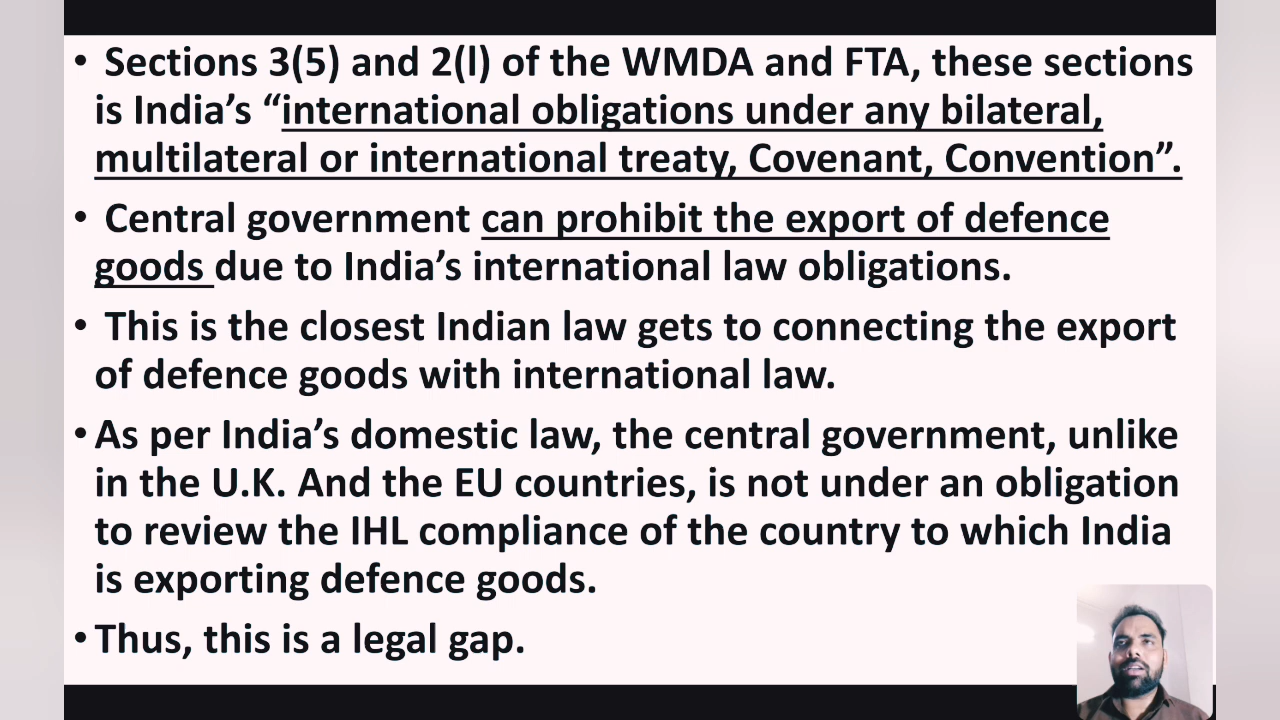 • Sections 3(5) and 2(l) of the WMDA and FTA, these sections
is India’s “international obligations under any bilateral,
multilateral or international treaty, Covenant, Convention”.
• Central government can prohibit the export of defence
goods due to India’s international law obligations.
• This is the closest Indian law gets to connecting the export
of defence goods with international law.
• As per India’s domestic law, the central government, unlike
in the U.K. And the EU countries, is not under an obligation
to review the IHL compliance of the country to which India
is exporting defence goods.
• Thus, this is a legal gap.